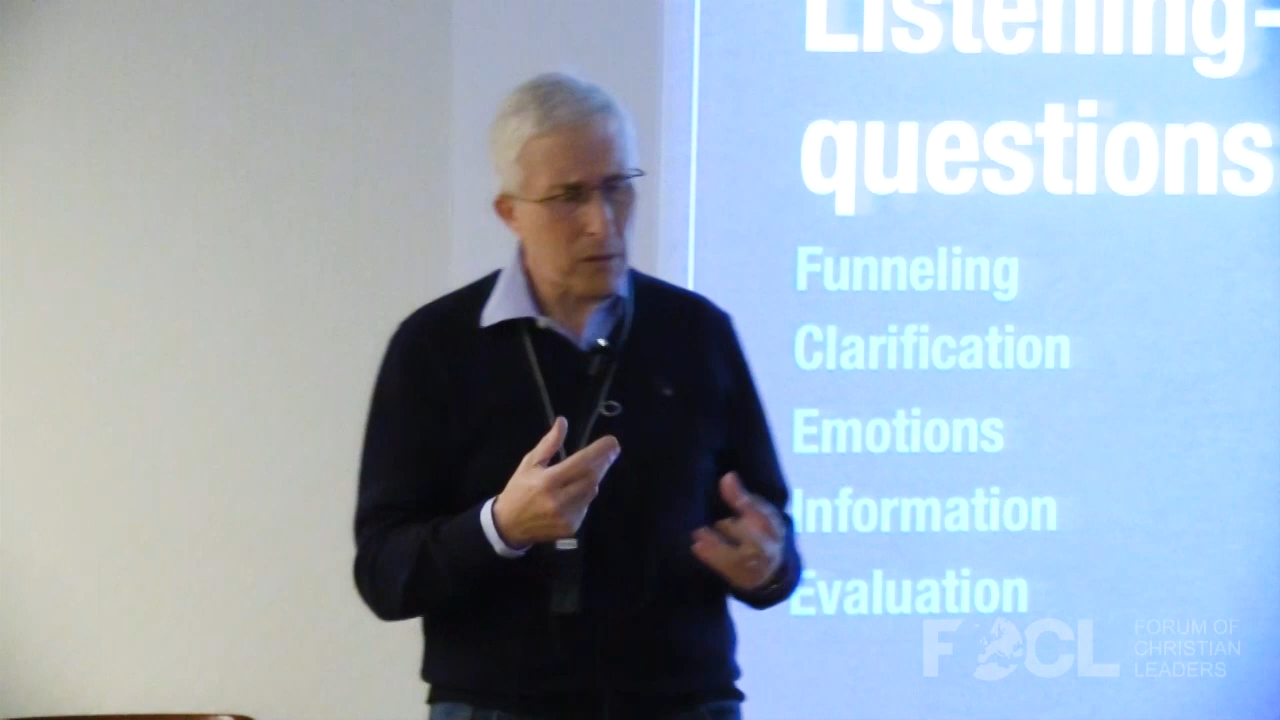 Listening-
questions
Funneling
Clarification
Emotions
Information
Evaluation
FOCL
FORUM OF
CHRISTIAN
LEADERS